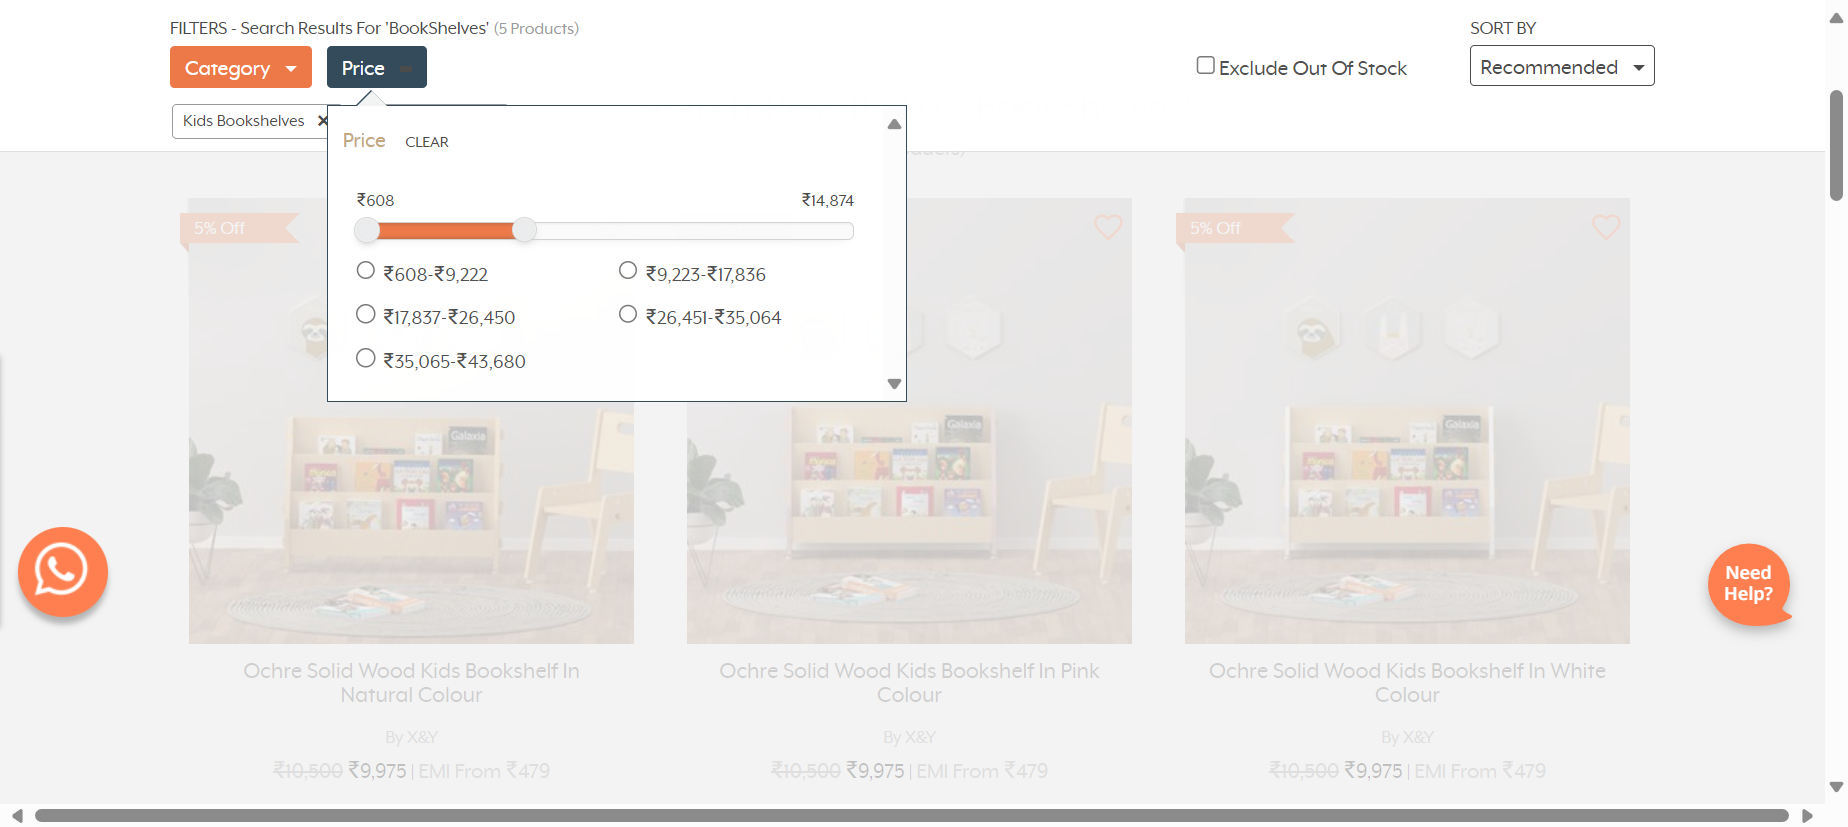 FILTERS - Search Results For 'BookShelves' (5 Products)
SORT BY
Category
Price
Exclude Out Of Stock
Recommended
Kids Bookshelves ×
Price CLEAR
₹608 ₹14,874
₹608-₹9,222 ₹9,223-₹17,836
₹17,837-₹26,450 ₹26,451-₹35,064
₹35,065-₹43,680
5% Off
5% Off
Galaxia
Galaxia
Galaxia
Need
Help?
Ochre Solid Wood Kids Bookshelf In
Natural Colour
By X&Y
₹10,500 ₹9,975 | EMI From ₹479
Ochre Solid Wood Kids Bookshelf In Pink
Colour
By X&Y
₹10,500 ₹9,975 | EMI From ₹479
Ochre Solid Wood Kids Bookshelf In White
Colour
By X&Y
₹10,500 ₹9,975 | EMI From ₹479